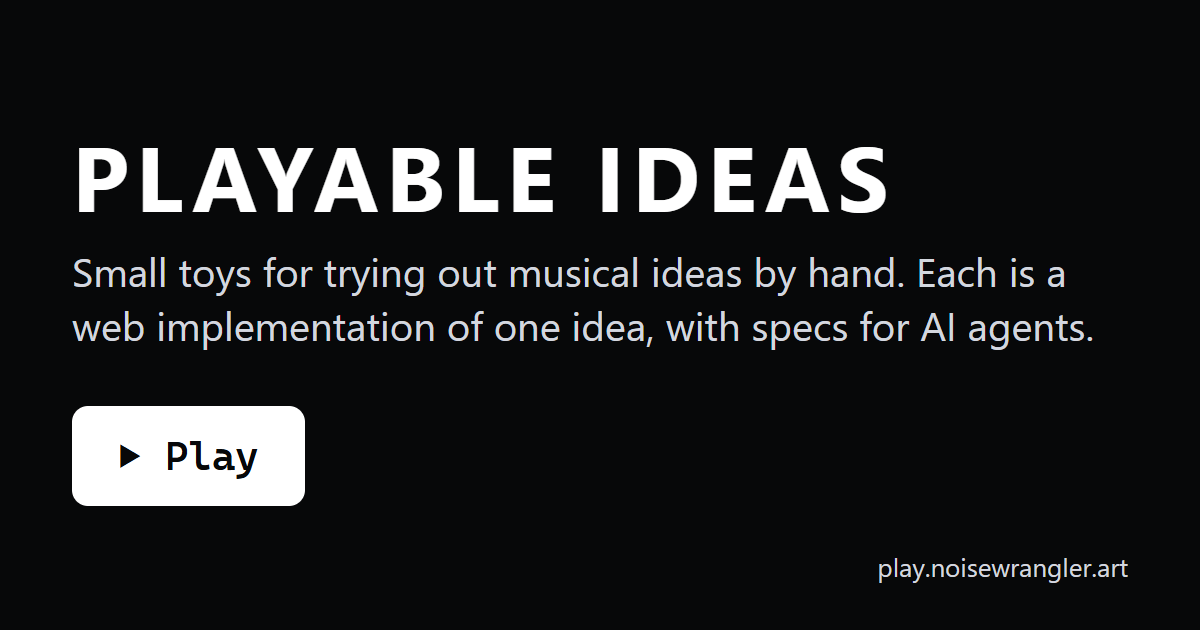 PLAYABLE IDEAS
Small toys for trying out musical ideas by hand. Each is a
web implementation of one idea, with specs for AI agents.
▶ Play
play.noisewrangler.art